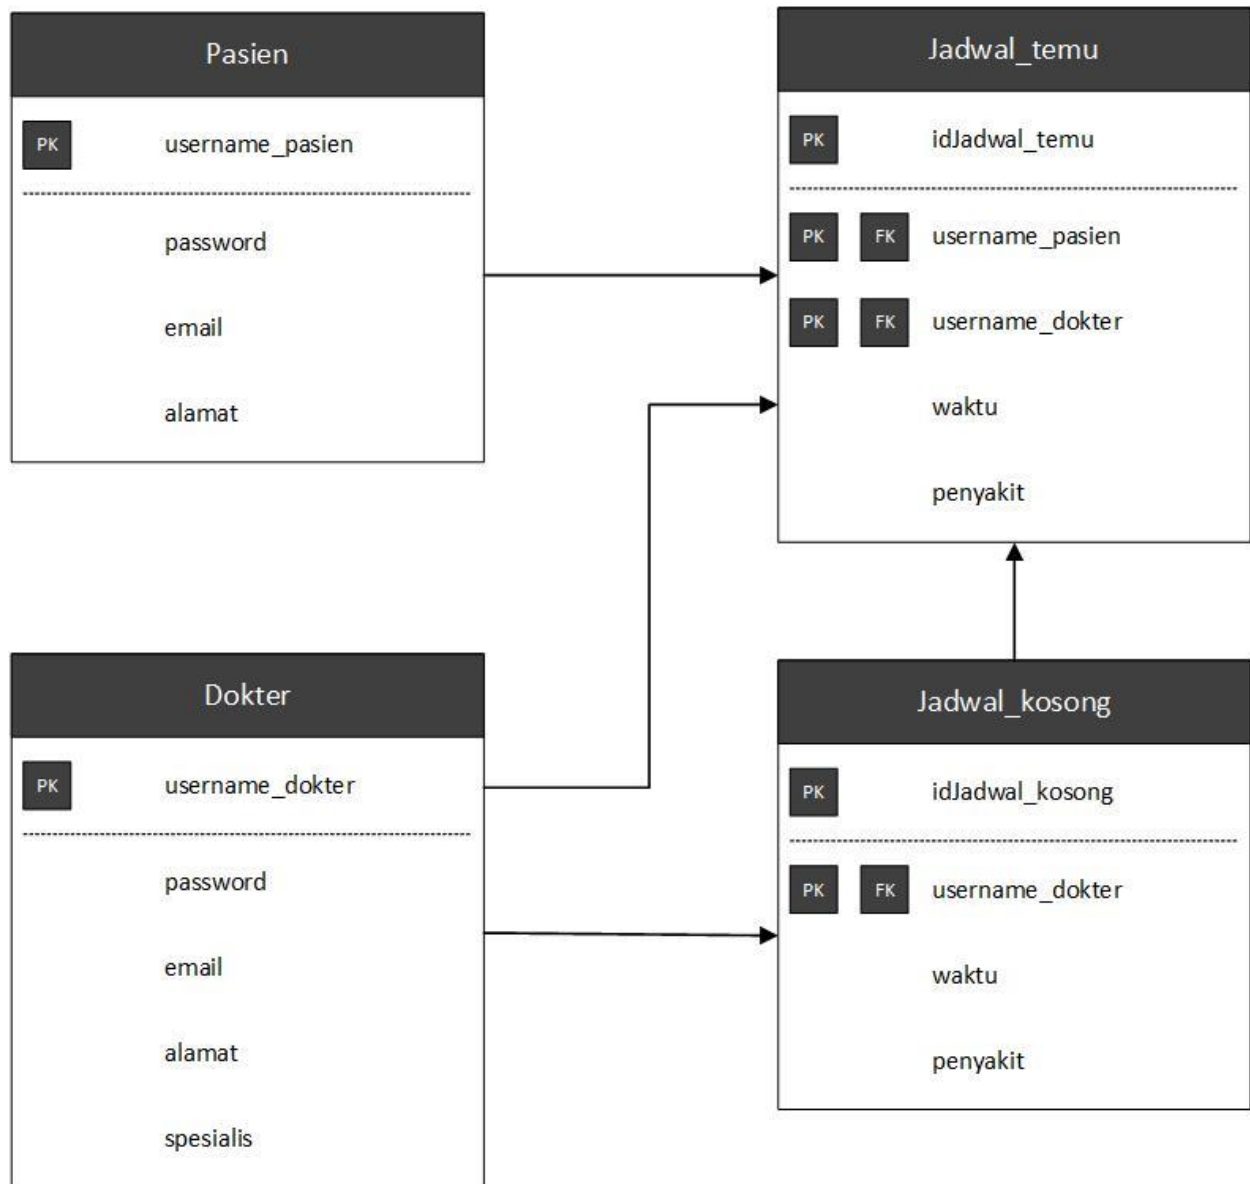 Pasien
PK username_pasien
password
email
alamat
Jadwal_temu
PK idJadwal_temu
PK FK username_pasien
PK FK username_dokter
waktu
penyakit
Dokter
PK username_dokter
password
email
alamat
spesialis
Jadwal_kosong
PK idJadwal_kosong
PK FK username_dokter
waktu
penyakit